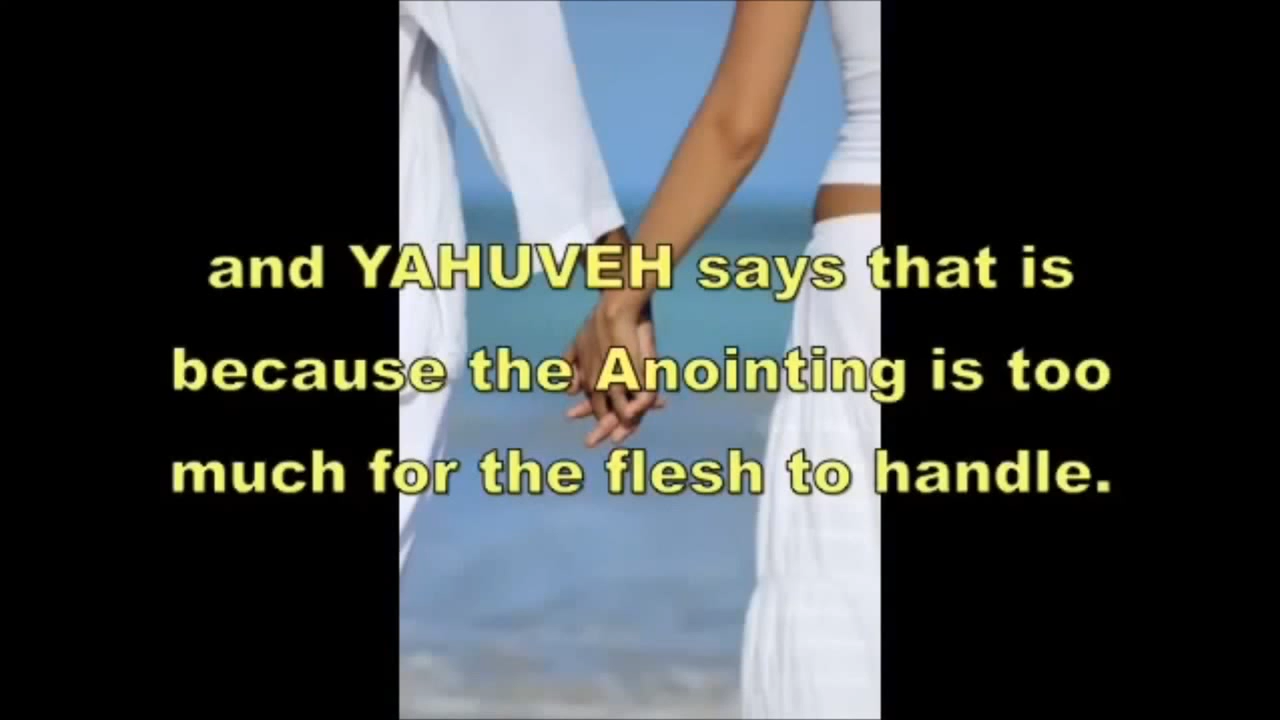 and YAHUVEH says that is
because the Anointing is too
much for the flesh to handle.